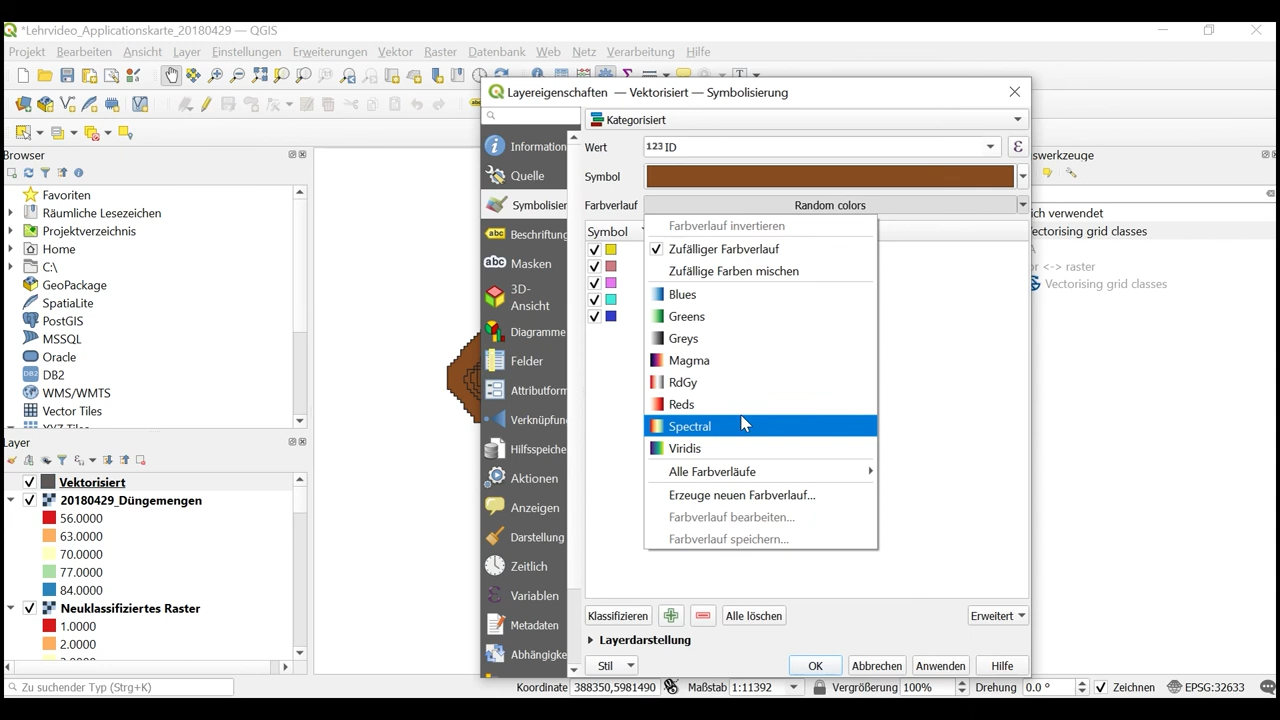 *Lehrvideo_Applicationskarte_20180429 — QGIS
Projekt Bearbeiten Ansicht Layer Einstellungen Erweiterungen Vektor Raster Datenbank Web Netz Verarbeitung Hilfe
Layereigenschaften — Vektorisiert — Symbolisierung
Kategorisiert
Information
Wert 123 ID ε
Quelle
Symbol
Symbolisier
Farbverlauf Random colors
Symbol
Farbverlauf invertieren
Zufälliger Farbverlauf
Zufällige Farben mischen
Blues
Greens
Greys
Magma
RdGy
Reds
Spectral
Viridis
Alle Farbverläufe
Erzeuge neuen Farbverlauf...
Farbverlauf bearbeiten...
Farbverlauf speichern...
abc Beschriftung
abc Masken
3D-
Ansicht
Diagramme
Felder
Attributform
Verknüpfun
Hilfsspeiche
Aktionen
Anzeigen
Darstellung
Zeitlich
Variablen
Metadaten
Abhängigke
Klassifizieren Alle löschen Erweitert
Layerdarstellung
Stil OK Abbrechen Anwenden Hilfe
Browser
Favoriten
Räumliche Lesezeichen
Projektverzeichnis
Home
C:\
GeoPackage
SpatiaLite
PostGIS
MSSQL
Oracle
DB2 DB2
WMS/WMTS
Vector Tiles
Layer
Vektorisiert
20180429_Düngemengen
56.0000
63.0000
70.0000
77.0000
84.0000
Neuklassifiziertes Raster
1.0000
2.0000
swerkzeuge
ich verwendet
ectorising grid classes
or <-> raster
Vectorising grid classes
Zu suchender Typ (Strg+K) Koordinate 388350,5981490 Maßstab 1:11392 Vergrößerung 100% Drehung 0.0 ° Zeichnen EPSG:32633